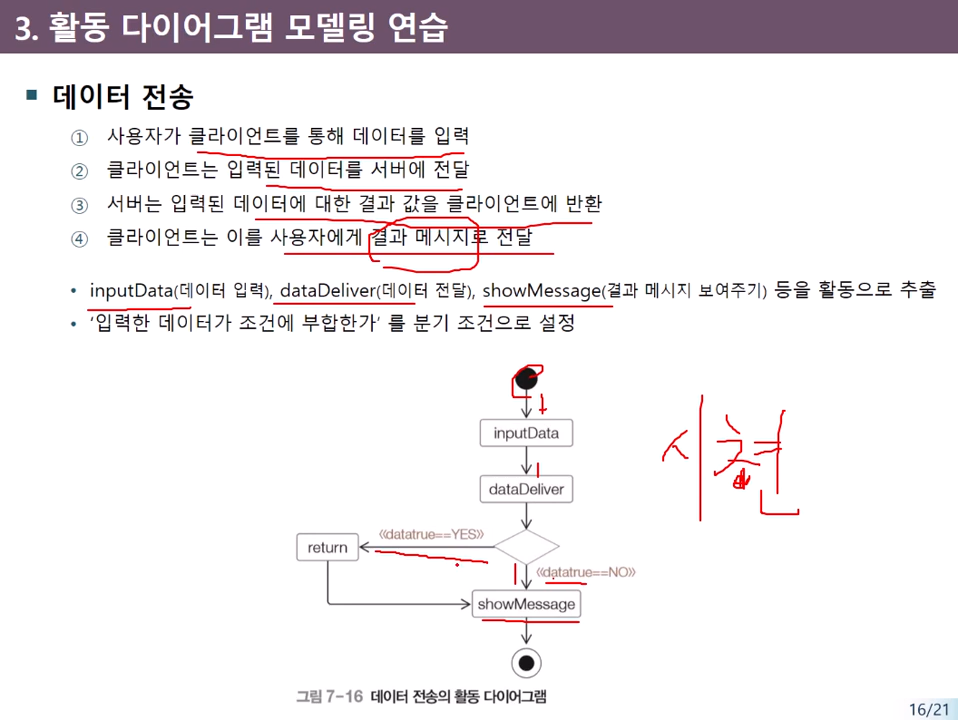 3. 활동 다이어그램 모델링 연습
■ 데이터 전송
① 사용자가 클라이언트를 통해 데이터를 입력
② 클라이언트는 입력된 데이터를 서버에 전달
③ 서버는 입력된 데이터에 대한 결과 값을 클라이언트에 반환
④ 클라이언트는 이를 사용자에게 결과 메시지로 전달
• inputData(데이터 입력), dataDeliver(데이터 전달), showMessage(결과 메시지 보여주기) 등을 활동으로 추출
• ‘입력한 데이터가 조건에 부합한가’ 를 분기 조건으로 설정
inputData
dataDeliver
《datatrue==YES》
return
《datatrue==NO》
showMessage
그림 7-16 데이터 전송의 활동 다이어그램
16/21